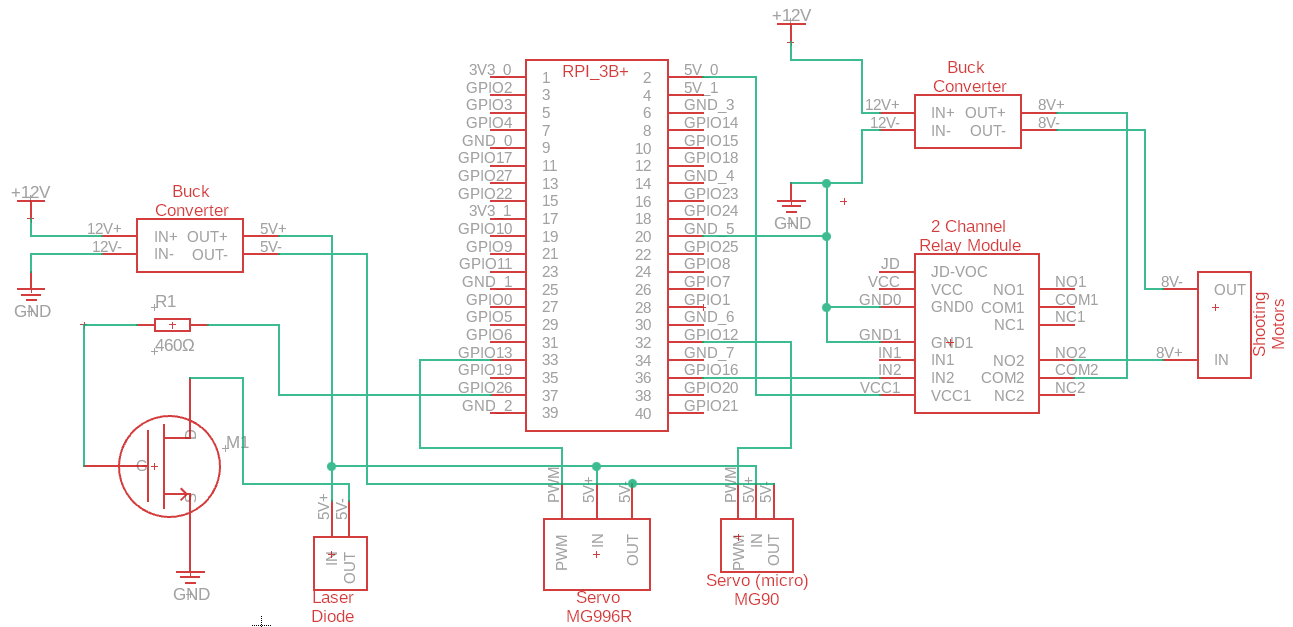 +12V
RPI_3B+
3V3_0 1 2 5V_0
GPIO2 3 4 5V_1
GPIO3 5 6 GND_3
GPIO4 7 8 GPIO14
GND_0 9 10 GPIO15
GPIO17 11 12 GPIO18
GPIO27 13 14 GND_4
GPIO22 15 16 GPIO23
3V3_1 17 18 GPIO24
GPIO10 19 20 GND_5
GPIO9 21 22 GPIO25
GPIO11 23 24 GPIO8
GND_1 25 26 GPIO7
GPIO0 27 28 GPIO1
GPIO5 29 30 GND_6
GPIO6 31 32 GPIO12
GPIO13 33 34 GND_7
GPIO19 35 36 GPIO16
GPIO26 37 38 GPIO20
GND_2 39 40 GPIO21
Buck
Converter
12V+ IN+ OUT+ 8V+
12V- IN- OUT- 8V-
GND
2 Channel
Relay Module
JD JD-VOC
VCC VCC NO1 NO1
GND0 GND0 COM1 COM1
NC1 NC1
GND1 GND1
IN1 IN1 NO2 NO2
IN2 IN2 COM2 COM2
VCC1 VCC1 NC2 NC2
8V- OUT
8V+ IN
Shooting
Motors
+12V
Buck
Converter
12V+ IN+ OUT+ 5V+
12V- IN- OUT- 5V-
GND
R1
460Ω
M1
D
G
S
GND
5V+ 5V-
IN OUT
Laser
Diode
PWM 5V+ 5V-
PWM IN OUT
Servo
MG996R
PWM 5V+ 5V-
PWM IN OUT
Servo (micro)
MG90